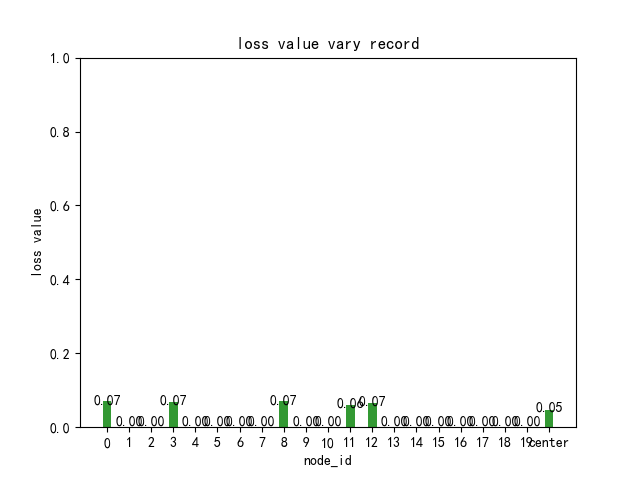 loss value vary record
1.0
0.8
0.6
0.4
0.2
0.0
loss value
0.07 0.00 0.00 0.07 0.00 0.00 0.00 0.00 0.07 0.00 0.00 0.06 0.07 0.00 0.00 0.00 0.00 0.00 0.00 0.00 0.05
0 1 2 3 4 5 6 7 8 9 10 11 12 13 14 15 16 17 18 19 center
node_id